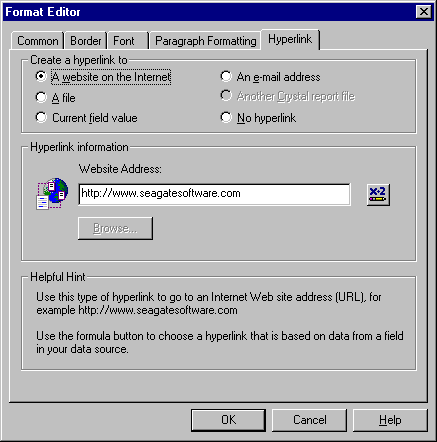 Format Editor
Common Border Font Paragraph Formatting Hyperlink
Create a hyperlink to
A website on the Internet An e-mail address
A file Another Crystal report file
Current field value No hyperlink
Hyperlink information
Website Address:
http://www.seagatesoftware.com
X-2
Browse...
Helpful Hint
Use this type of hyperlink to go to an Internet Web site address (URL), for
example http://www.seagatesoftware.com
Use the formula button to choose a hyperlink that is based on data from a field
in your data source.
OK Cancel Help